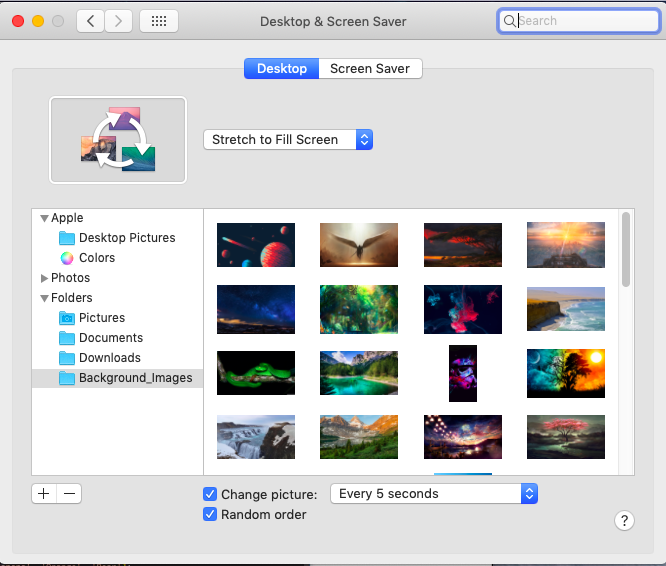 Desktop & Screen Saver
Search
Desktop
Screen Saver
Stretch to Fill Screen
Apple
Desktop Pictures
Colors
Photos
Folders
Pictures
Documents
Downloads
Background_Images
+ −
Change picture:
Every 5 seconds
Random order
?